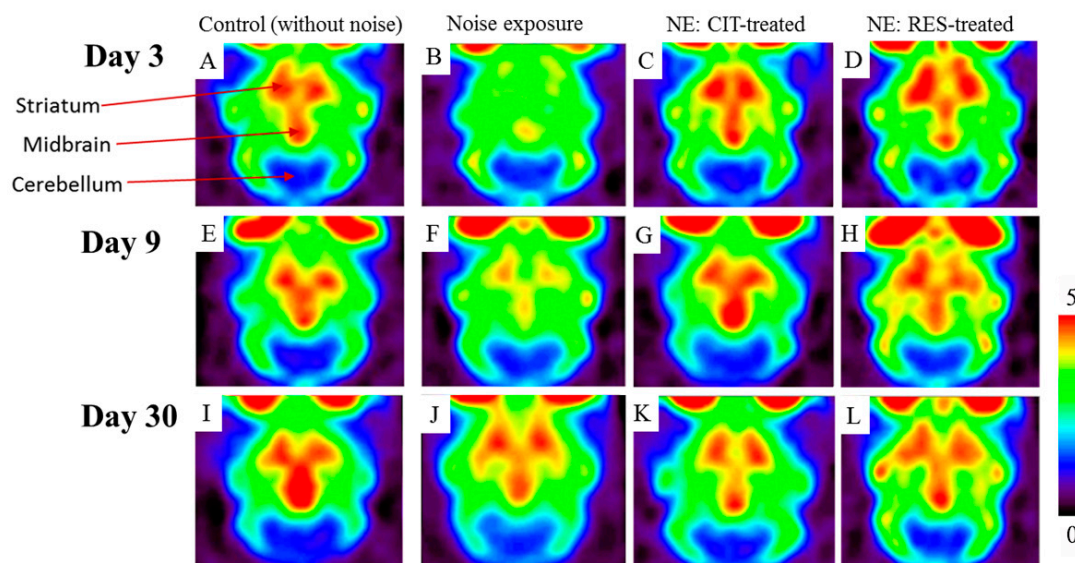 Control (without noise) Noise exposure NE: CIT-treated NE: RES-treated
Day 3
A B C D
Striatum
Midbrain
Cerebellum
Day 9
E F G H
5
Day 30
I J K L
0